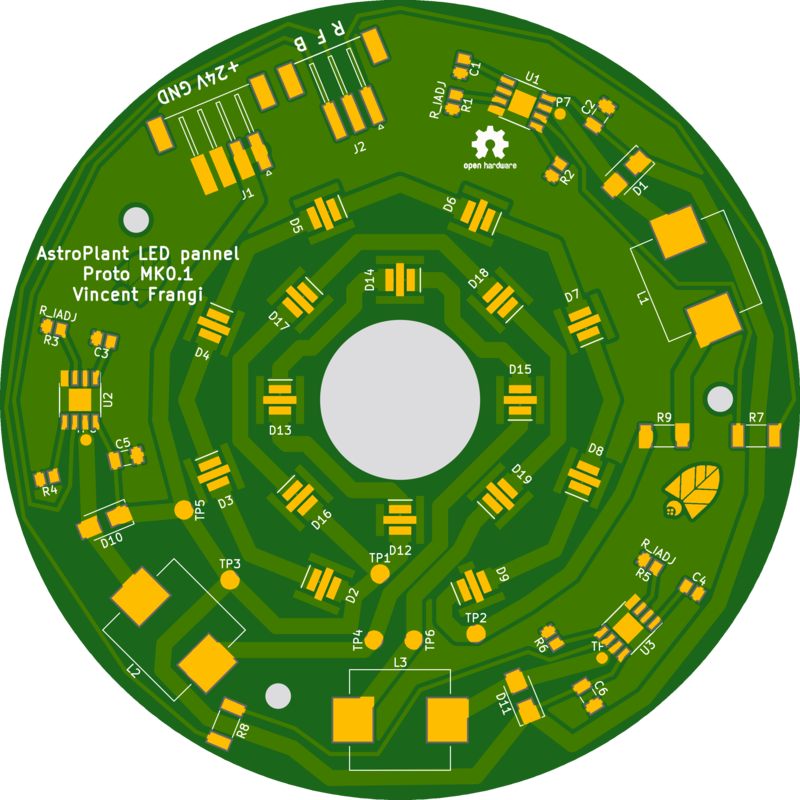 R F B
+24V GND
C1
U1
R_IADJ
R1
P7
C2
J2
open hardware
R2
D1
J1
D6
D5
AstroPlant LED pannel
Proto MK0.1
Vincent Frangi
D14
D18
L1
D7
D17
R_IADJ
R3
C3
D4
D15
U2
R9
R7
D13
C5
D8
R4
D3
D19
TP5
D16
D10
D12
R_IADJ
TP3
TP1
R5
C4
D9
D2
TP2
TP4
TP6
R6
U3
L3
L2
C6
D11
R8